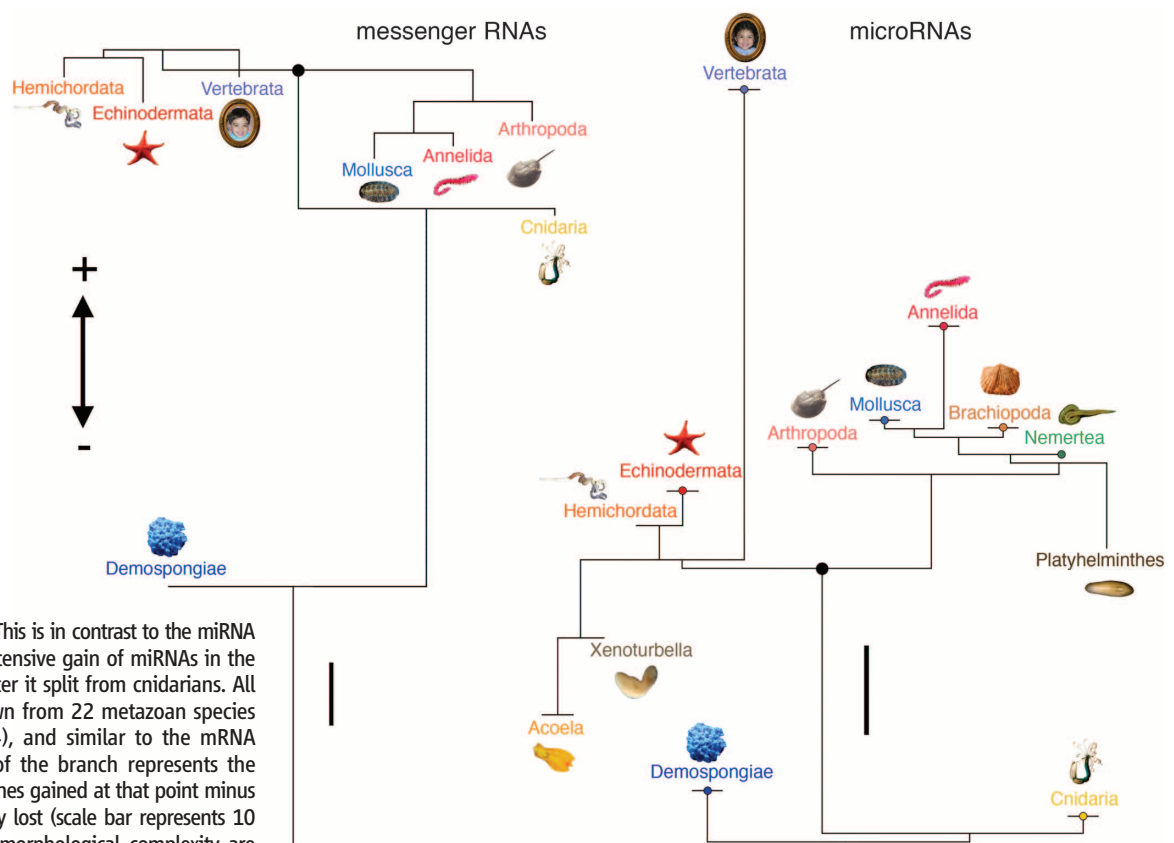 messenger RNAs
microRNAs
Hemichordata
Echinodermata
Vertebrata
Mollusca
Annelida
Arthropoda
Cnidaria
+
-
Demospongiae
Vertebrata
Annelida
Arthropoda
Mollusca
Brachiopoda
Nemertea
Platyhelminthes
Echinodermata
Hemichordata
Xenoturbella
Acoela
Demospongiae
Cnidaria
This is in contrast to the miRNA
tensive gain of miRNAs in the
ter it split from cnidarians. All
wn from 22 metazoan species
), and similar to the mRNA
of the branch represents the
nes gained at that point minus
y lost (scale bar represents 10
morphological complexity are